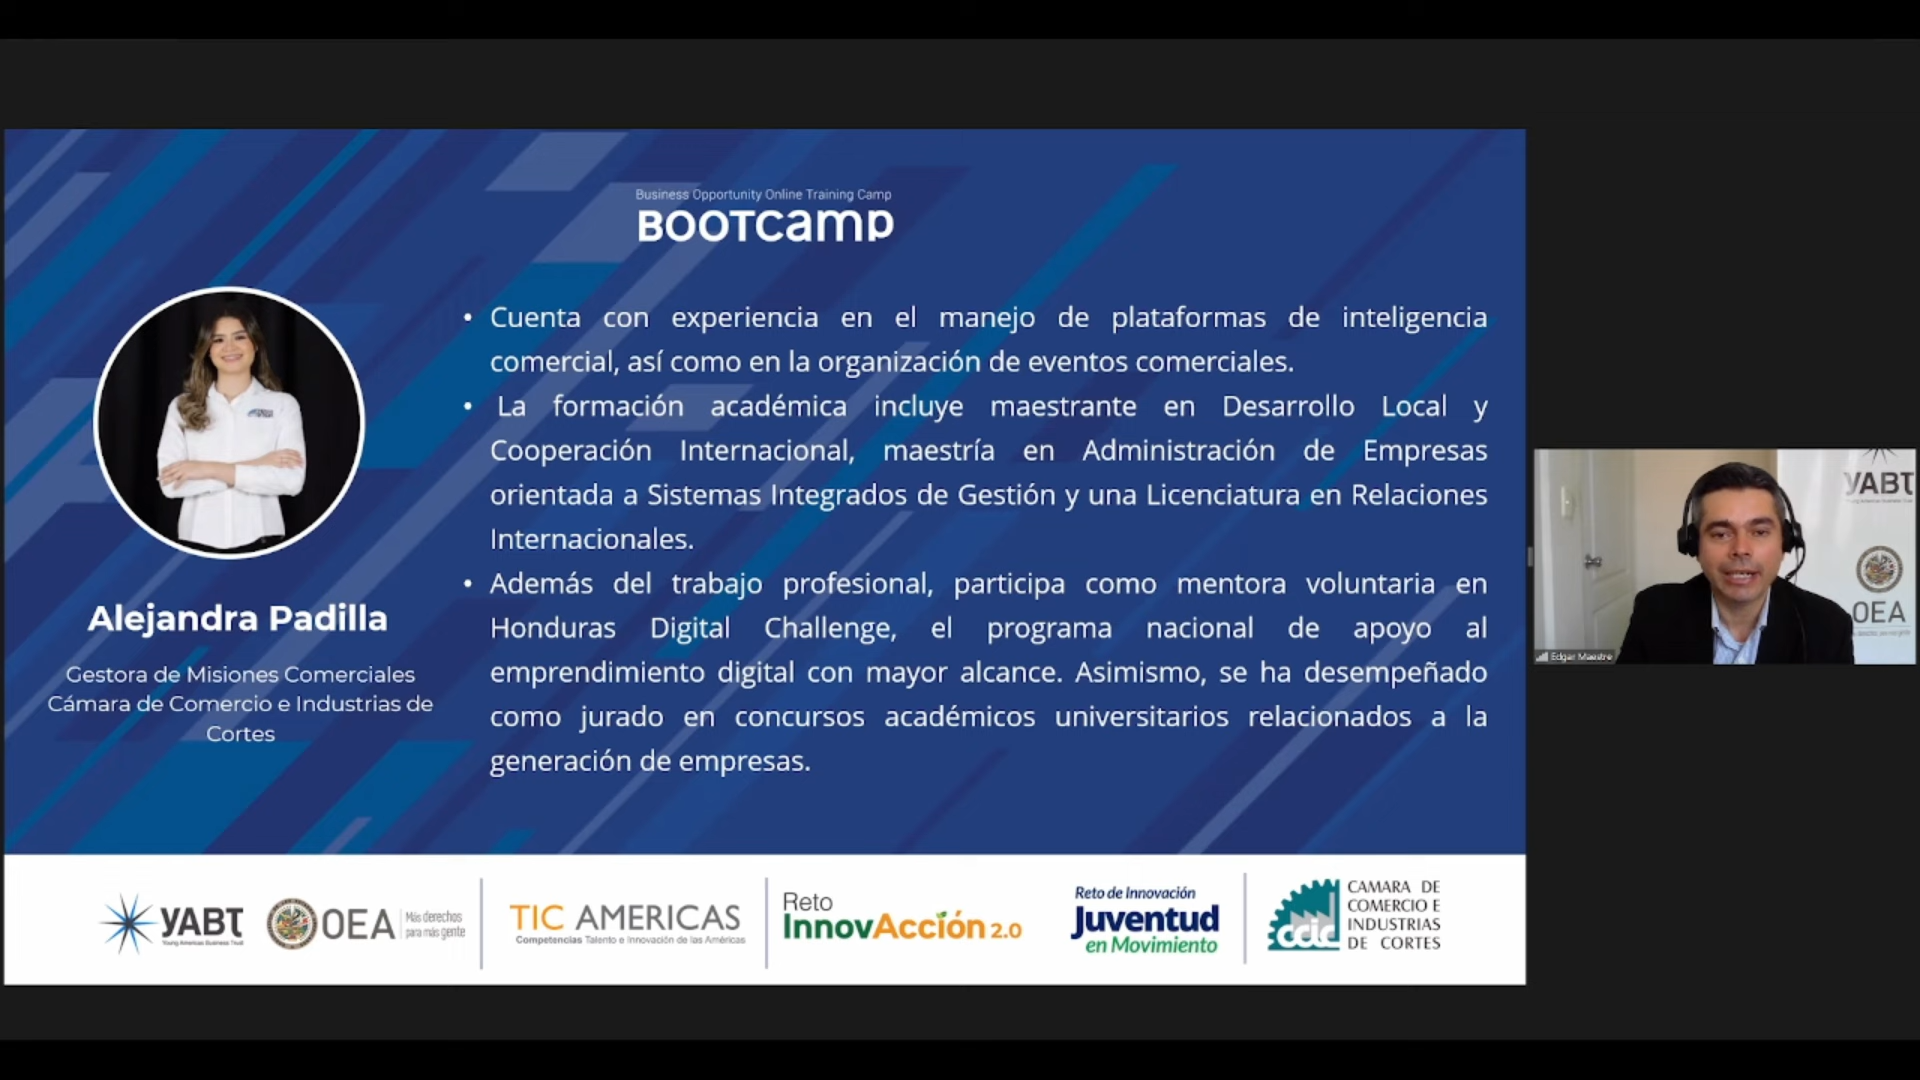 Business Opportunity Online Training Camp
BOOTCamp
• Cuenta con experiencia en el manejo de plataformas de inteligencia
comercial, así como en la organización de eventos comerciales.
• La formación académica incluye maestrante en Desarrollo Local y
Cooperación Internacional, maestría en Administración de Empresas
orientada a Sistemas Integrados de Gestión y una Licenciatura en Relaciones
Internacionales.
• Además del trabajo profesional, participa como mentora voluntaria en
Honduras Digital Challenge, el programa nacional de apoyo al
emprendimiento digital con mayor alcance. Asimismo, se ha desempeñado
como jurado en concursos académicos universitarios relacionados a la
generación de empresas.
Alejandra Padilla
Gestora de Misiones Comerciales
Cámara de Comercio e Industrias de
Cortes
YABT
Young Americas Business Trust
OEA
Más derechos
para más gente
TIC AMERICAS
Competencias Talento e Innovación de las Américas
Reto
InnovAcción 2.0
Reto de Innovación
Juventud
en Movimiento
ccic
CAMARA DE
COMERCIO E
INDUSTRIAS
DE CORTES
YABT
OEA
Edgar Maestre